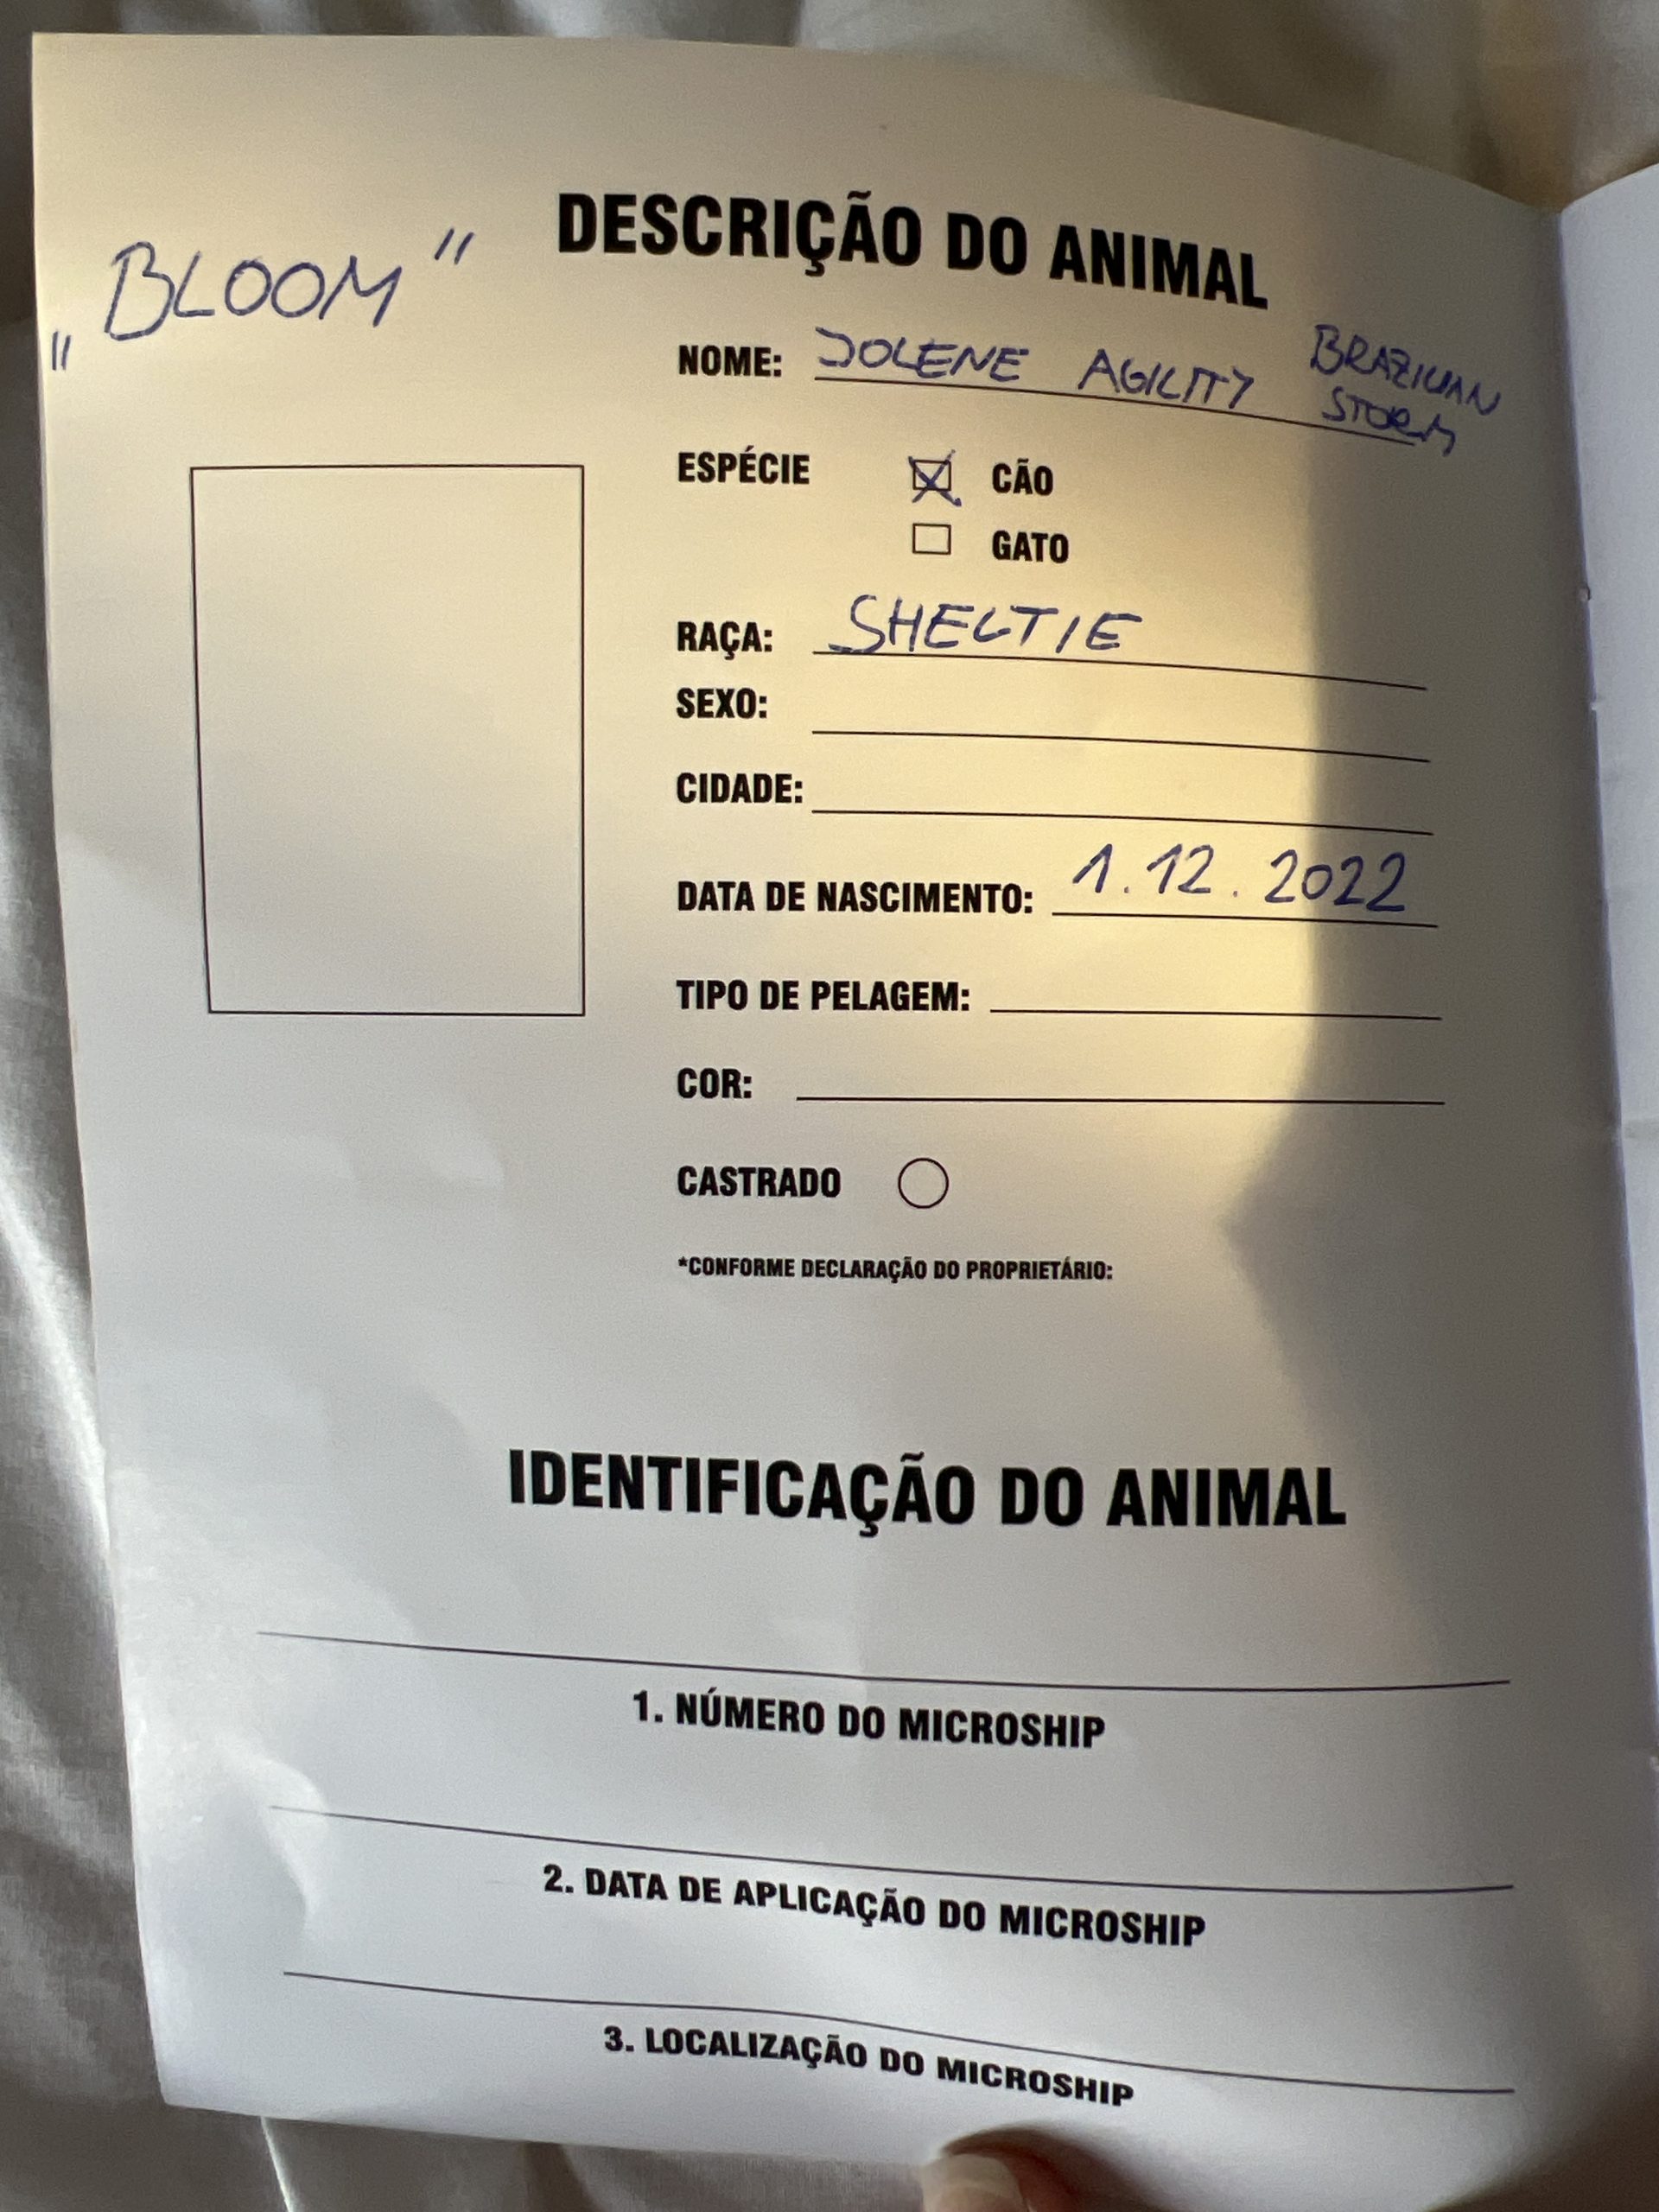 „BLOOM"
DESCRIÇÃO DO ANIMAL
NOME: JOLENE AGILITY BRAZILIAN
STORM
ESPÉCIE CÃO
GATO
RAÇA: SHELTIE
SEXO:
CIDADE:
DATA DE NASCIMENTO: 1.12.2022
TIPO DE PELAGEM:
COR:
CASTRADO
*CONFORME DECLARAÇÃO DO PROPRIETÁRIO:
IDENTIFICAÇÃO DO ANIMAL
1. NÚMERO DO MICROSHIP
2. DATA DE APLICAÇÃO DO MICROSHIP
3. LOCALIZAÇÃO DO MICROSHIP